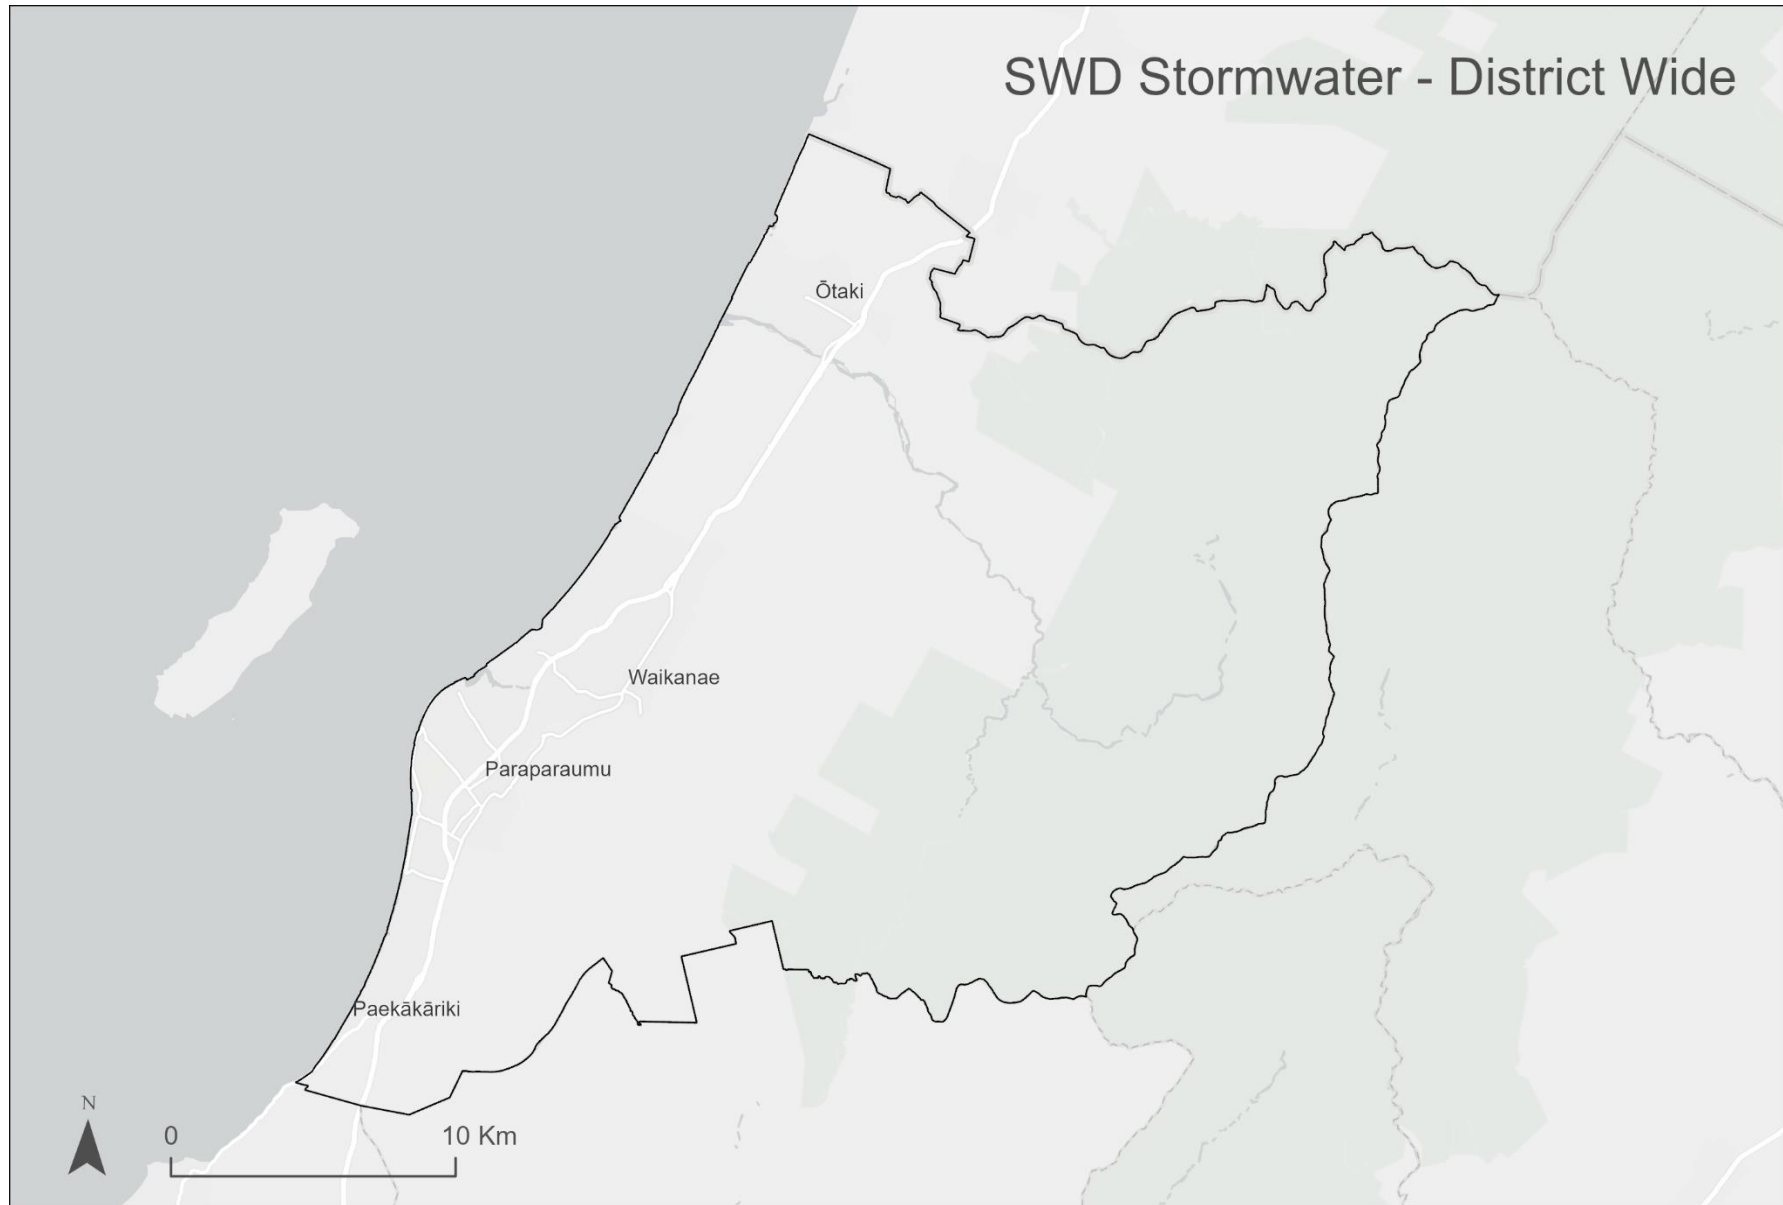 SWD Stormwater - District Wide
Ōtaki
Waikanae
Paraparaumu
Paekākāriki
N
0 10 Km